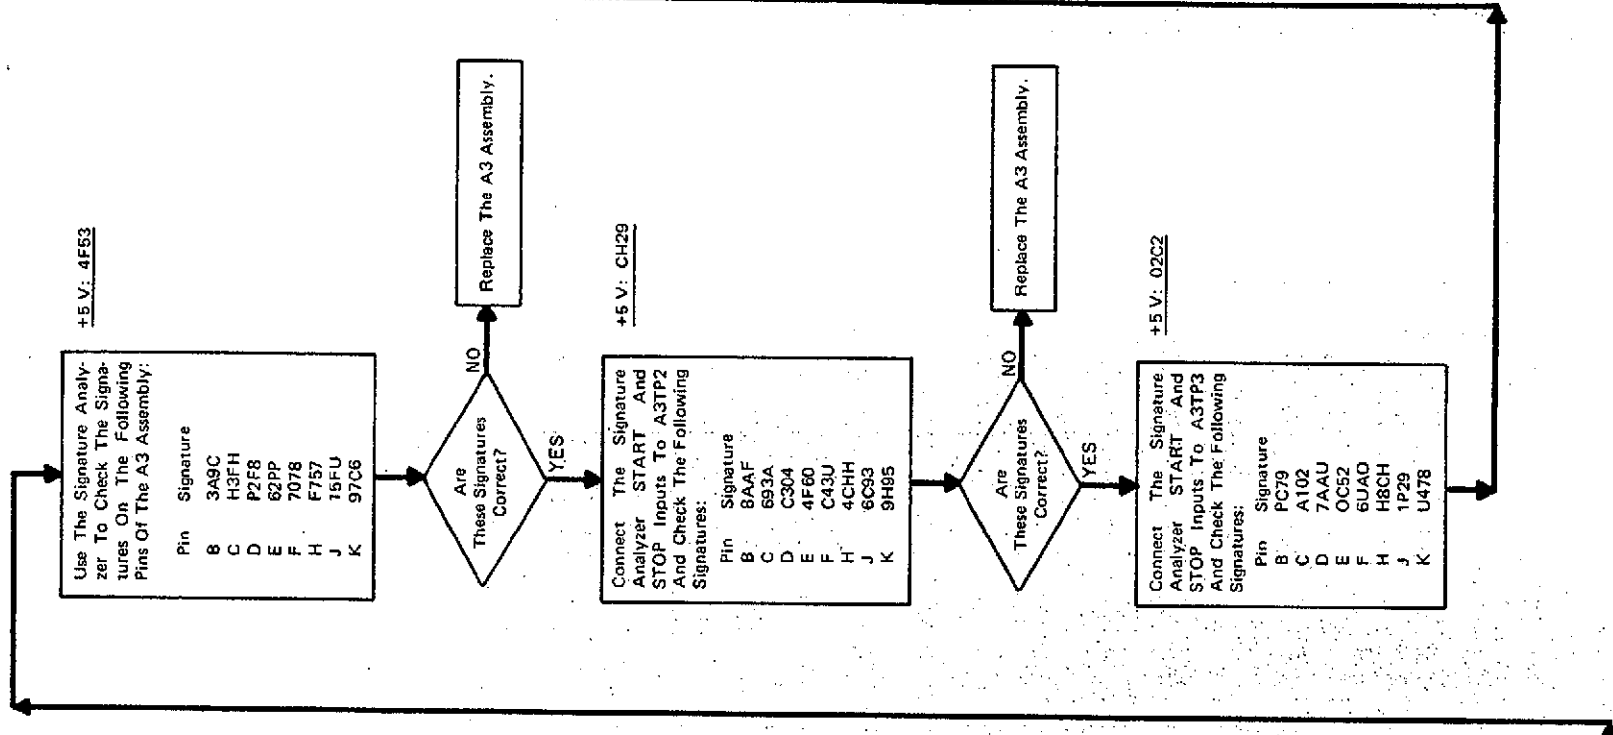 +5 V: 4F53
Use The Signature Analy-
zer To Check The Signa-
tures On The Following
Pins Of The A3 Assembly:
Pin Signature
B 3A9C
C H3FH
D P2F8
E 62PP
F 7078
H F757
J 15FU
K 97C6
Are
These Signatures
Correct?
NO
Replace The A3 Assembly.
YES
+5 V: CH29
Connect The Signature
Analyzer START And
STOP Inputs To A3TP2
And Check The Following
Signatures:
Pin Signature
B 8AAF
C 693A
D C304
E 4F60
F C43U
H 4CHH
J 6C93
K 9H95
Are
These Signatures
Correct?
NO
Replace The A3 Assembly.
YES
+5 V: 02C2
Connect The Signature
Analyzer START And
STOP Inputs To A3TP3
And Check The Following
Signatures:
Pin Signature
B PC79
C A102
D 7AAU
E OC52
F 6UAO
H H8CH
J 1P29
K U478